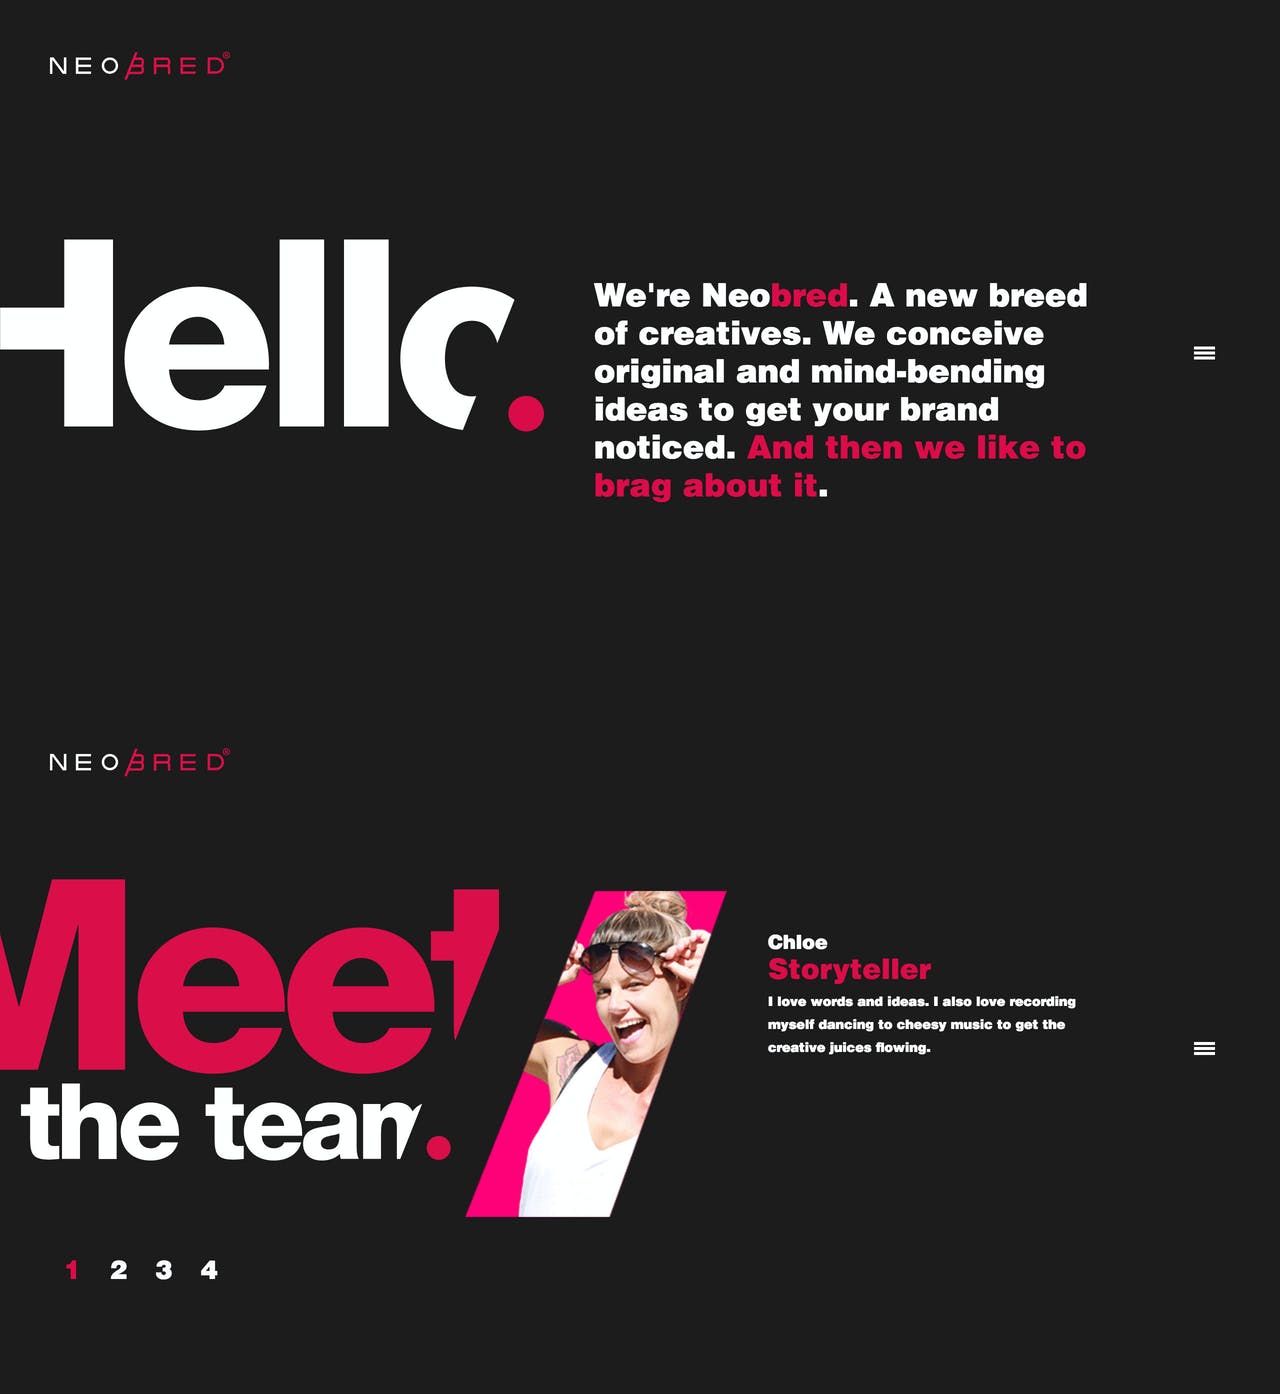 NEOBRED®
Hello.
We're Neobred. A new breed
of creatives. We conceive
original and mind-bending
ideas to get your brand
noticed. And then we like to
brag about it.
NEOBRED®
Meet
the team.
Chloe
Storyteller
I love words and ideas. I also love recording
myself dancing to cheesy music to get the
creative juices flowing.
1 2 3 4